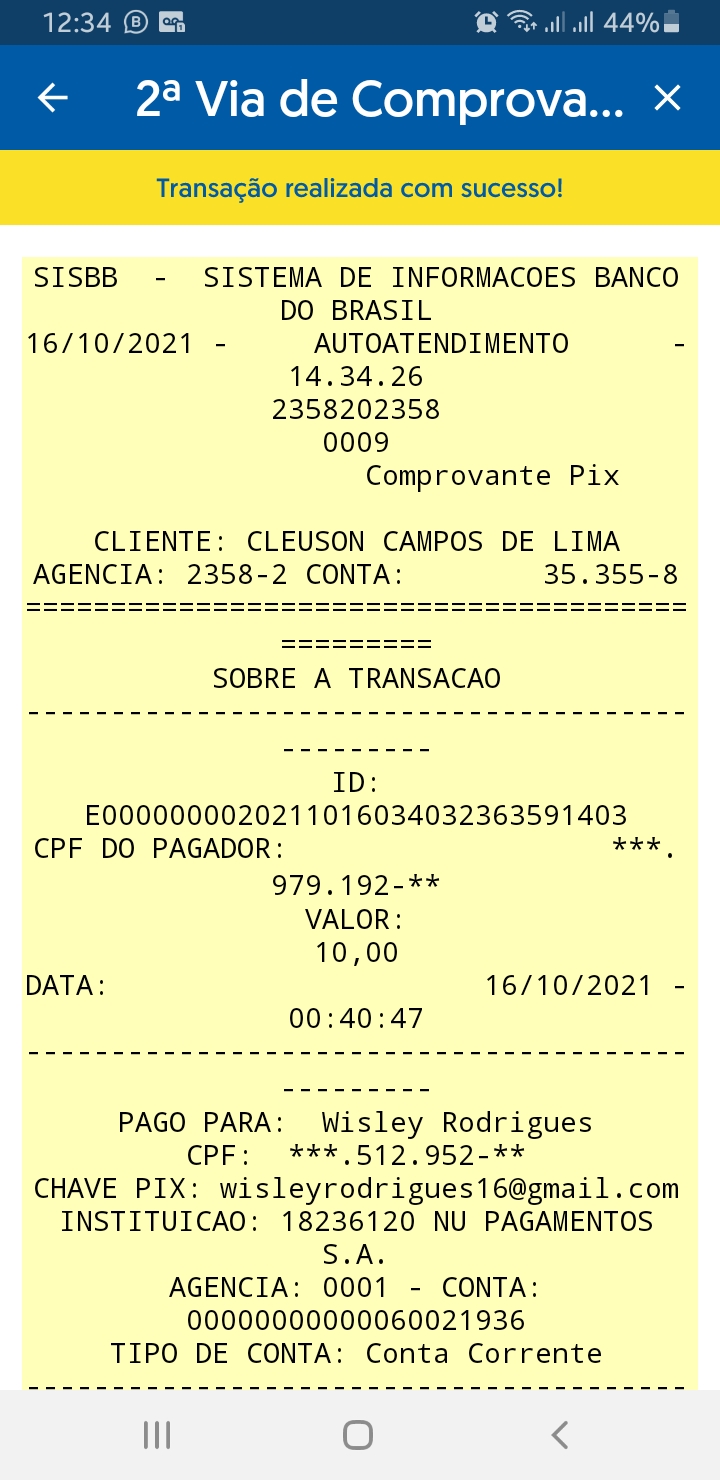 12:34 44%
2ª Via de Comprova...
Transação realizada com sucesso!
SISBB - SISTEMA DE INFORMACOES BANCO
DO BRASIL
16/10/2021 - AUTOATENDIMENTO -
14.34.26
2358202358
0009
Comprovante Pix
CLIENTE: CLEUSON CAMPOS DE LIMA
AGENCIA: 2358-2 CONTA: 35.355-8
=======================================
=========
SOBRE A TRANSACAO
---------------------------------------
---------
ID:
E0000000020211016034032363591403
CPF DO PAGADOR: ***.
979.192-**
VALOR:
10,00
DATA: 16/10/2021 -
00:40:47
---------------------------------------
---------
PAGO PARA: Wisley Rodrigues
CPF: ***.512.952-**
CHAVE PIX: wisleyrodrigues16@gmail.com
INSTITUICAO: 18236120 NU PAGAMENTOS
S.A.
AGENCIA: 0001 - CONTA:
00000000000060021936
TIPO DE CONTA: Conta Corrente
---------------------------------------